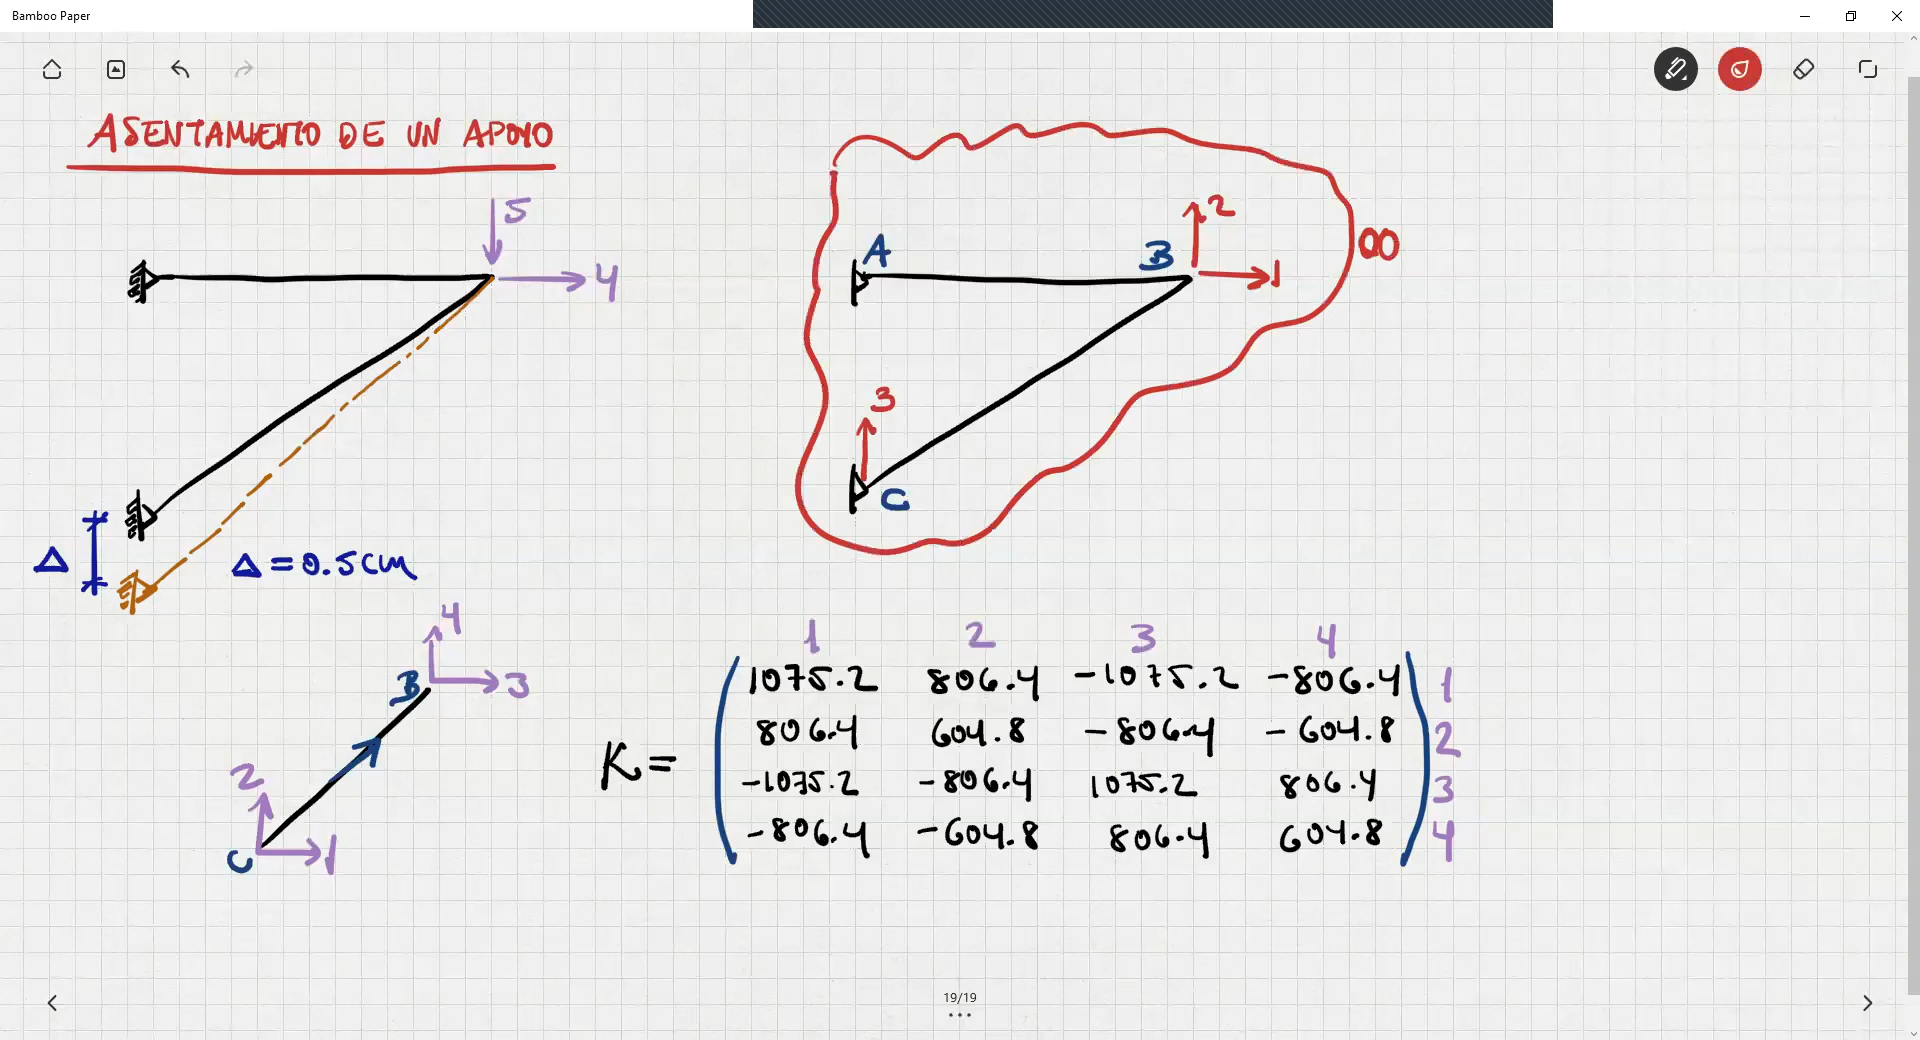 Bamboo Paper
ASENTAMIENTO DE UN APOYO
5
4
Δ
Δ = 0.5 cm
A
B
2
1
3
C
00
4
B
3
2
C
1
1 2 3 4
K =
1075.2 806.4 -1075.2 -806.4 1
806.4 604.8 -806.4 -604.8 2
-1075.2 -806.4 1075.2 806.4 3
-806.4 -604.8 806.4 604.8 4
19/19